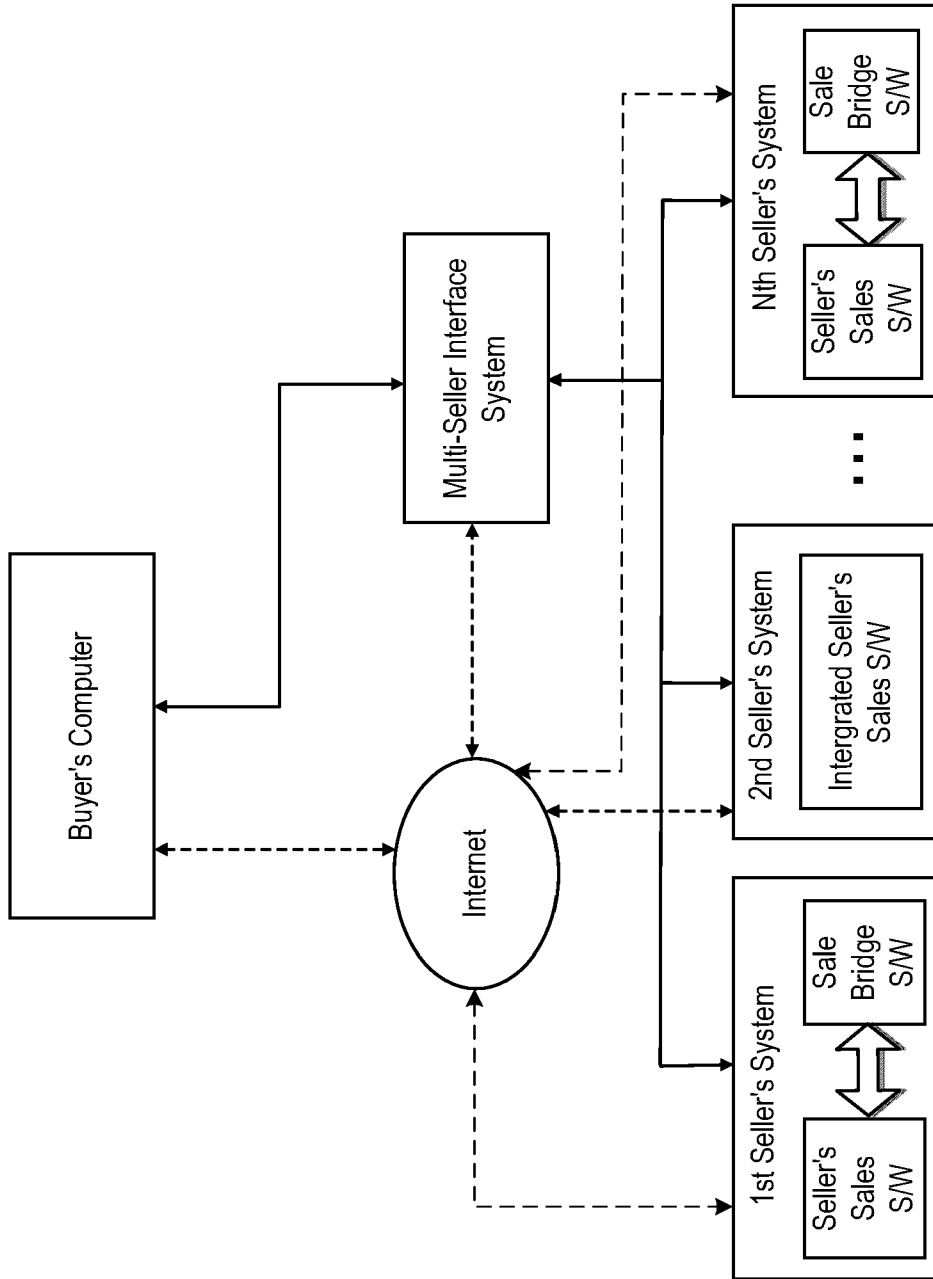 Buyer's Computer
Internet
Multi-Seller Interface
System
1st Seller's System
Seller's
Sales
S/W
Sale
Bridge
S/W
2nd Seller's System
Intergrated Seller's
Sales S/W
...
Nth Seller's System
Seller's
Sales
S/W
Sale
Bridge
S/W